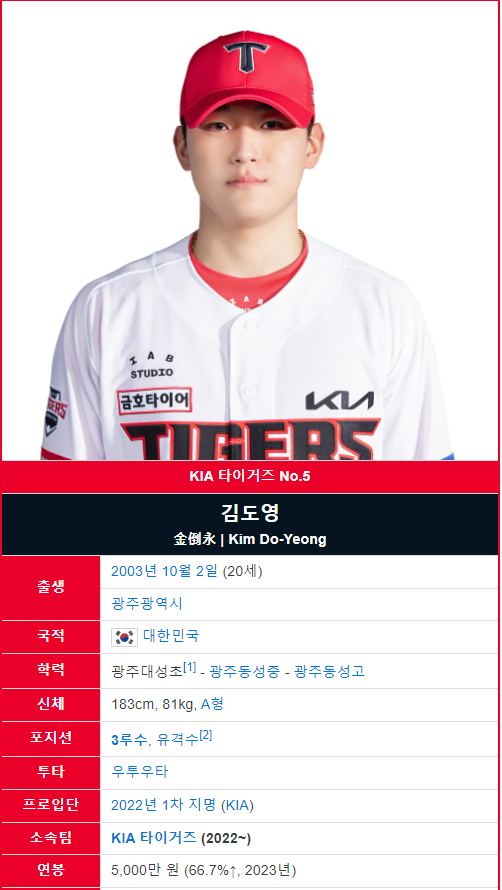 T
I A B
STUDIO
금호타이어
KIA
TIGERS
TIGERS
I A B
KIA 타이거즈 No.5
김도영
金倒永 | Kim Do-Yeong
출생
2003년 10월 2일 (20세)
광주광역시
국적
대한민국
학력
광주대성초[1] - 광주동성중 - 광주동성고
신체
183cm, 81kg, A형
포지션
3루수, 유격수[2]
투타
우투우타
프로입단
2022년 1차 지명 (KIA)
소속팀
KIA 타이거즈 (2022~)
연봉
5,000만 원 (66.7%↑, 2023년)